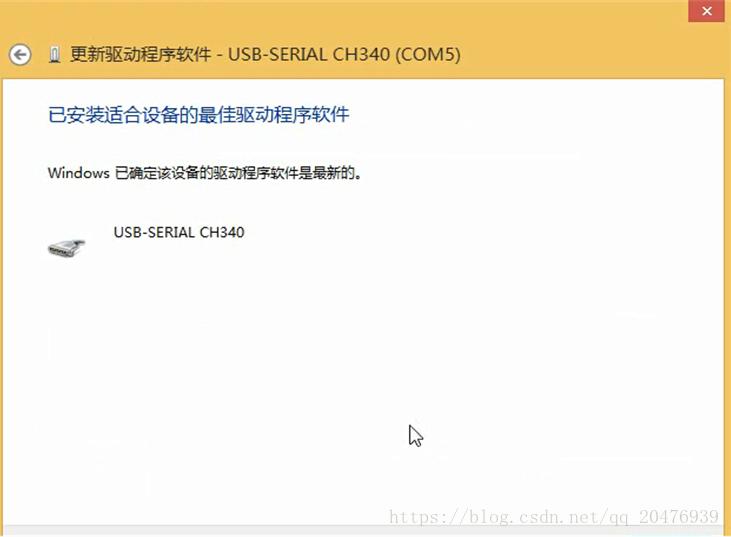 更新驱动程序软件 - USB-SERIAL CH340 (COM5)
已安装适合设备的最佳驱动程序软件
Windows 已确定该设备的驱动程序软件是最新的。
USB-SERIAL CH340
https://blog.csdn.net/qq_20476939